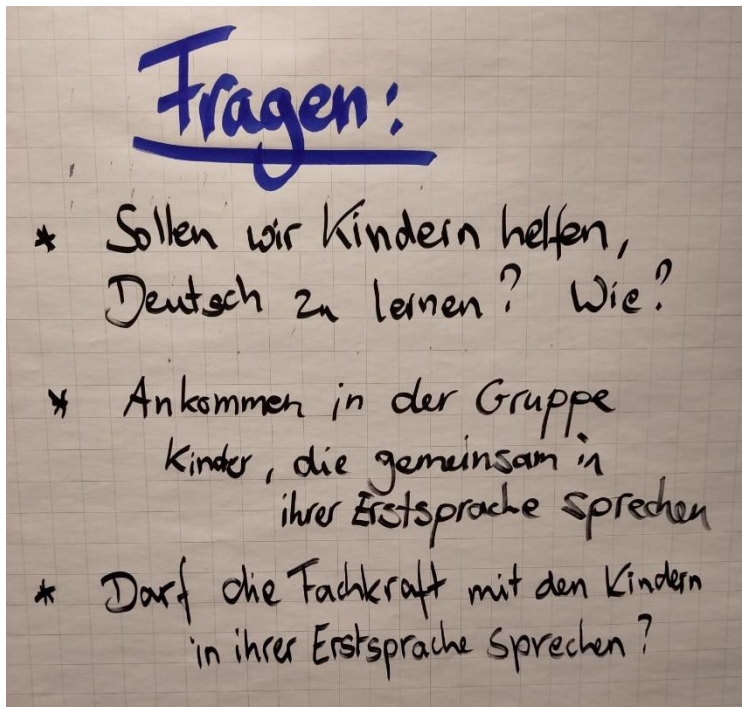 Fragen:
* Sollen wir Kindern helfen,
Deutsch zu lernen? Wie?
* Ankommen in der Gruppe
Kinder, die gemeinsam in
ihrer Erstsprache sprechen
* Darf die Fachkraft mit den Kindern
in ihrer Erstsprache sprechen?